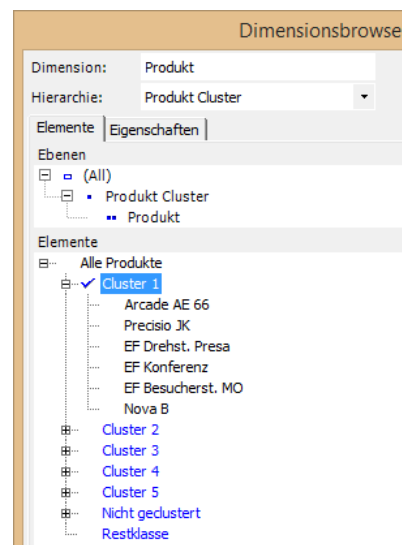 Dimensionsbrowse
Dimension: Produkt
Hierarchie: Produkt Cluster
Elemente Eigenschaften
Ebenen
(All)
Produkt Cluster
Produkt
Elemente
Alle Produkte
Cluster 1
Arcade AE 66
Precisio JK
EF Drehst. Presa
EF Konferenz
EF Besucherst. MO
Nova B
Cluster 2
Cluster 3
Cluster 4
Cluster 5
Nicht geclustert
Restklasse